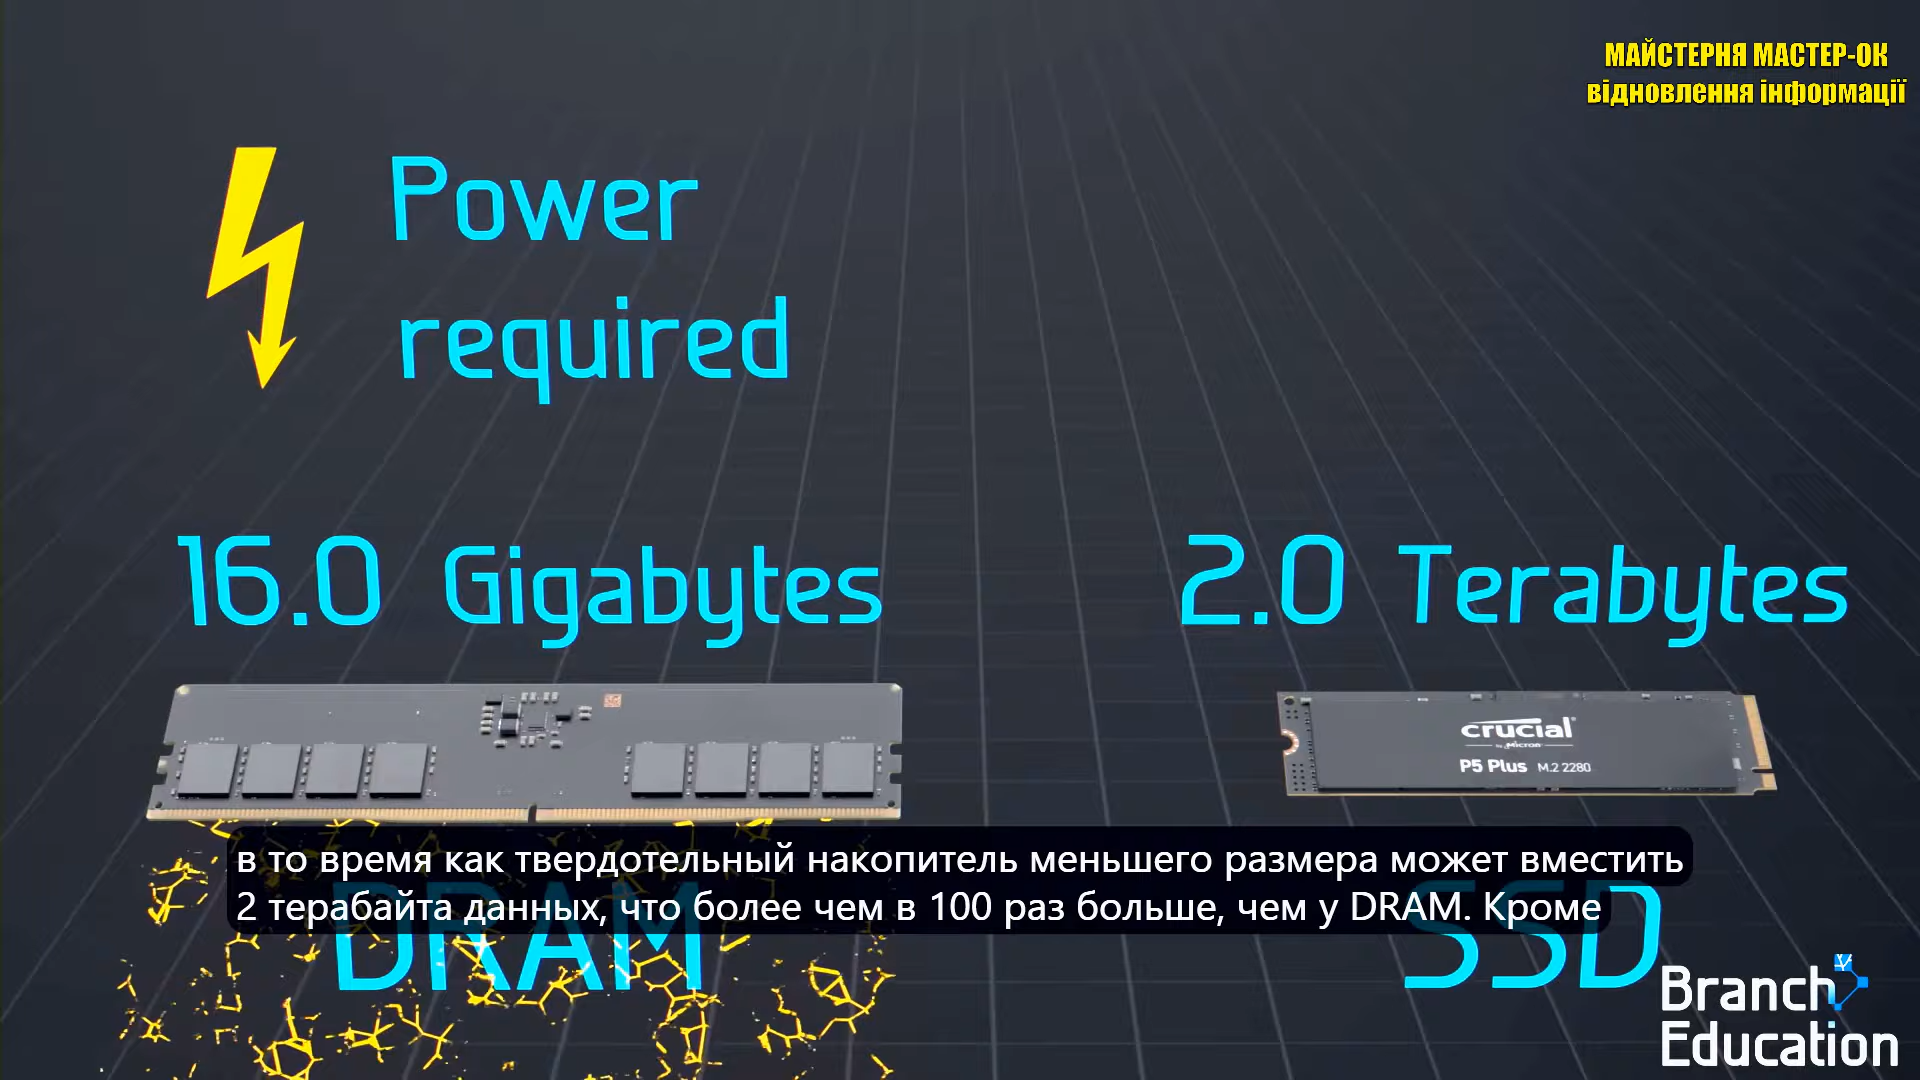 МАЙСТЕРНЯ МАСТЕР-ОК
відновлення інформації
Power
required
16.0 Gigabytes
2.0 Terabytes
crucial
by Micron
P5 Plus M.2 2280
в то время как твердотельный накопитель меньшего размера может вместить
2 терабайта данных, что более чем в 100 раз больше, чем у DRAM. Кроме
DRAM
SSD
Branch
Education